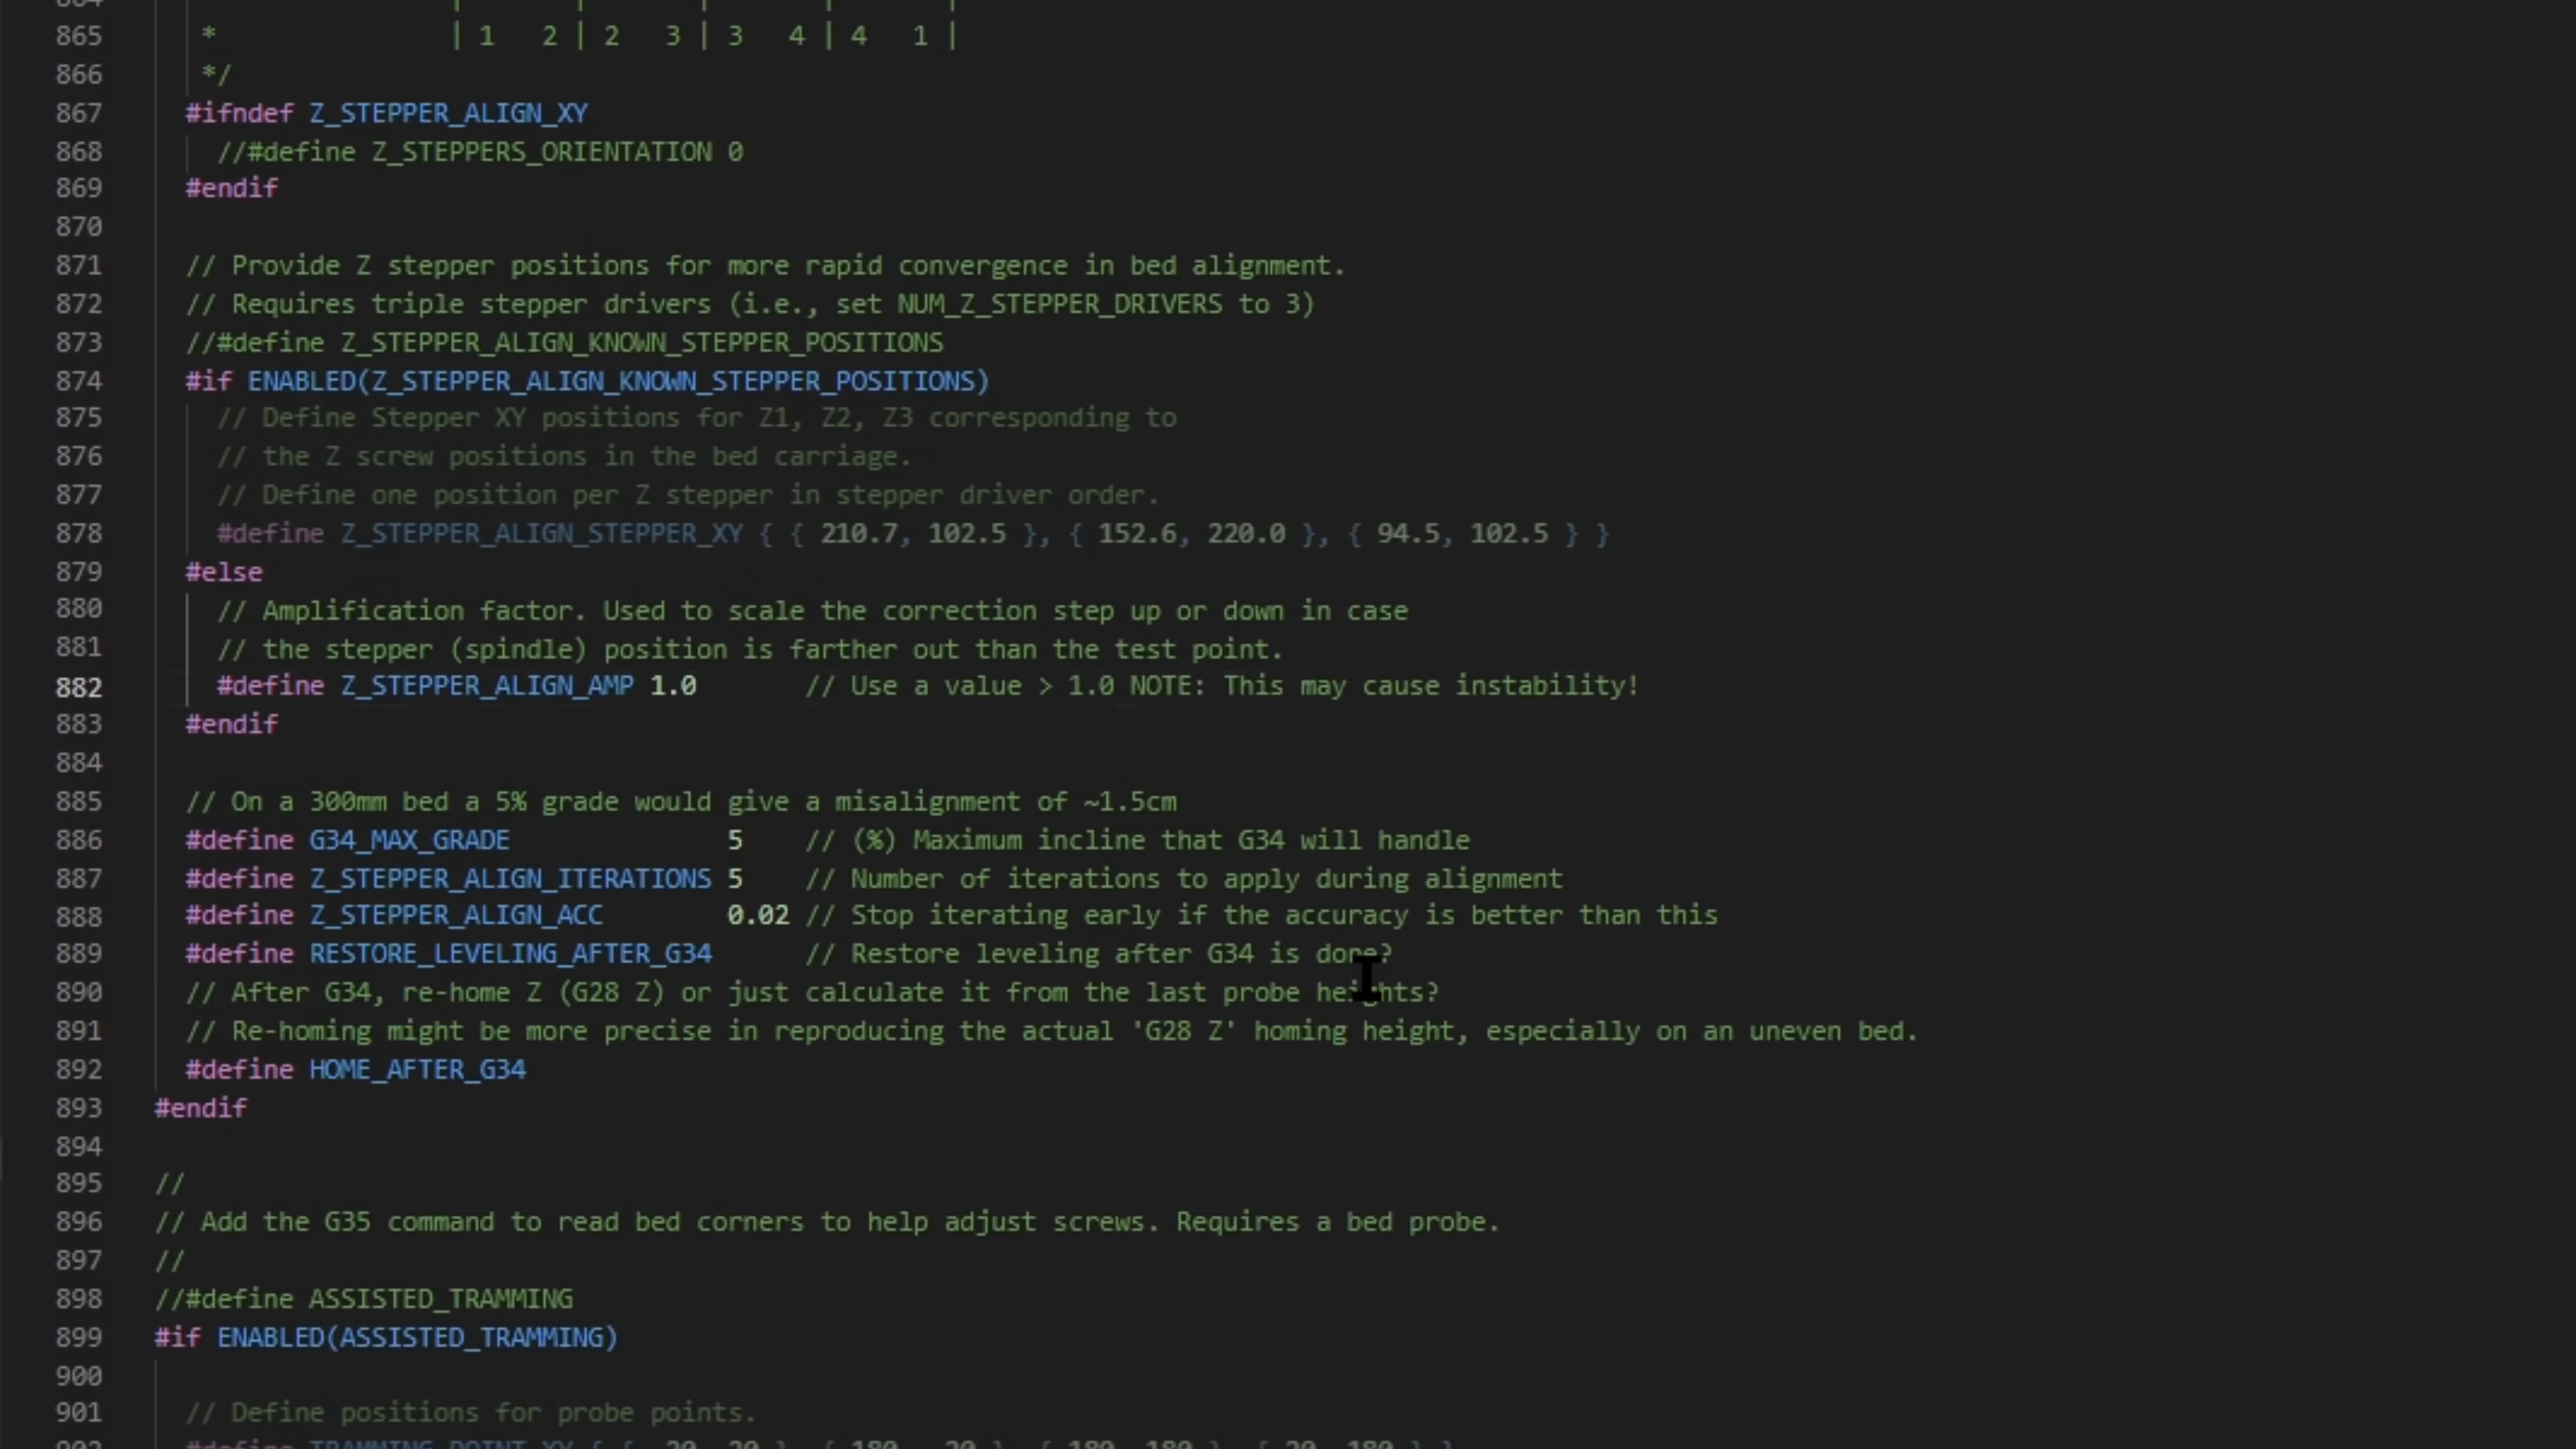 865 * | 1 2 | 2 3 | 3 4 | 4 1 |
866 */
867 #ifndef Z_STEPPER_ALIGN_XY
868 //#define Z_STEPPERS_ORIENTATION 0
869 #endif
870
871 // Provide Z stepper positions for more rapid convergence in bed alignment.
872 // Requires triple stepper drivers (i.e., set NUM_Z_STEPPER_DRIVERS to 3)
873 //#define Z_STEPPER_ALIGN_KNOWN_STEPPER_POSITIONS
874 #if ENABLED(Z_STEPPER_ALIGN_KNOWN_STEPPER_POSITIONS)
875 // Define Stepper XY positions for Z1, Z2, Z3 corresponding to
876 // the Z screw positions in the bed carriage.
877 // Define one position per Z stepper in stepper driver order.
878 #define Z_STEPPER_ALIGN_STEPPER_XY { { 210.7, 102.5 }, { 152.6, 220.0 }, { 94.5, 102.5 } }
879 #else
880 // Amplification factor. Used to scale the correction step up or down in case
881 // the stepper (spindle) position is farther out than the test point.
882 #define Z_STEPPER_ALIGN_AMP 1.0 // Use a value > 1.0 NOTE: This may cause instability!
883 #endif
884
885 // On a 300mm bed a 5% grade would give a misalignment of ~1.5cm
886 #define G34_MAX_GRADE 5 // (%) Maximum incline that G34 will handle
887 #define Z_STEPPER_ALIGN_ITERATIONS 5 // Number of iterations to apply during alignment
888 #define Z_STEPPER_ALIGN_ACC 0.02 // Stop iterating early if the accuracy is better than this
889 #define RESTORE_LEVELING_AFTER_G34 // Restore leveling after G34 is done?
890 // After G34, re-home Z (G28 Z) or just calculate it from the last probe heights?
891 // Re-homing might be more precise in reproducing the actual 'G28 Z' homing height, especially on an uneven bed.
892 #define HOME_AFTER_G34
893 #endif
894
895 //
896 // Add the G35 command to read bed corners to help adjust screws. Requires a bed probe.
897 //
898 //#define ASSISTED_TRAMMING
899 #if ENABLED(ASSISTED_TRAMMING)
900
901 // Define positions for probe points.